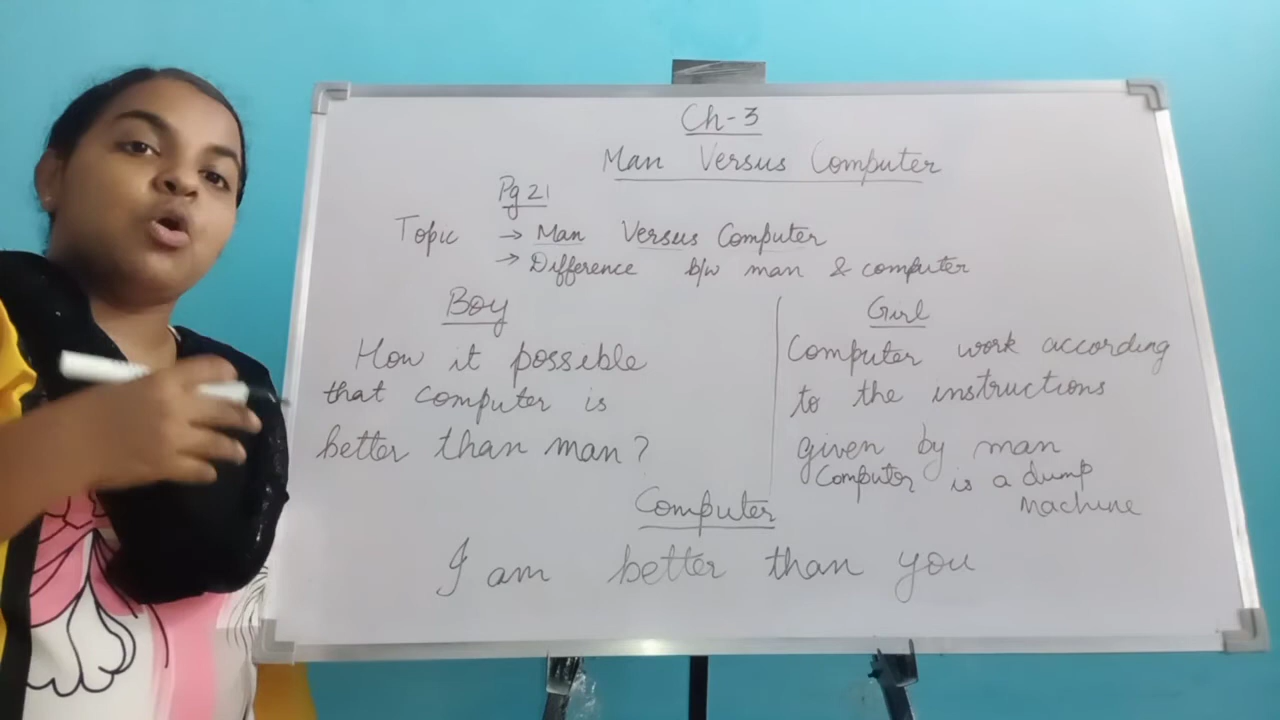 Ch-3
Man Versus Computer
Pg 21
Topic → Man Versus Computer
→ Difference b/w man & computer
Boy
How it possible
that computer is
better than man?
Girl
Computer work according
to the instructions
given by man
Computer is a dump
Machine
Computer
I am better than you